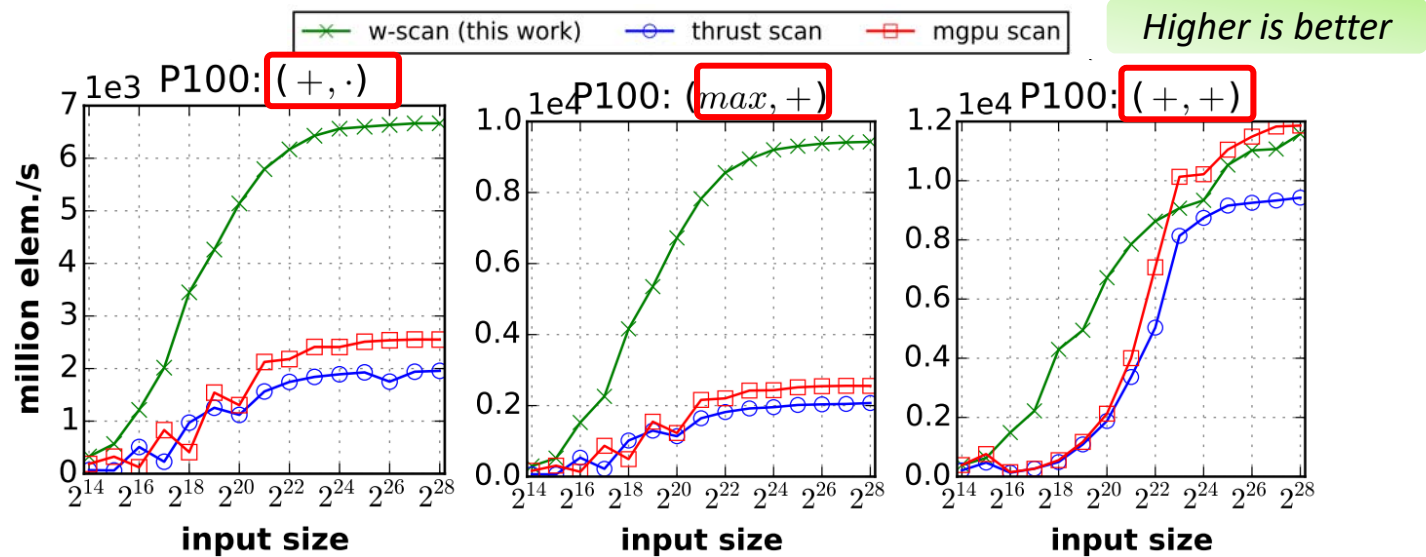 w-scan (this work) thrust scan mgpu scan
Higher is better
1e3 P100: (+,·)
1e4 P100: (max,+)
1e4 P100: (+,+)
million elem./s
7
6
5
4
3
2
1
0
2^14 2^16 2^18 2^20 2^22 2^24 2^26 2^28
input size
1.0
0.8
0.6
0.4
0.2
0.0
2^14 2^16 2^18 2^20 2^22 2^24 2^26 2^28
input size
1.2
1.0
0.8
0.6
0.4
0.2
0.0
2^14 2^16 2^18 2^20 2^22 2^24 2^26 2^28
input size